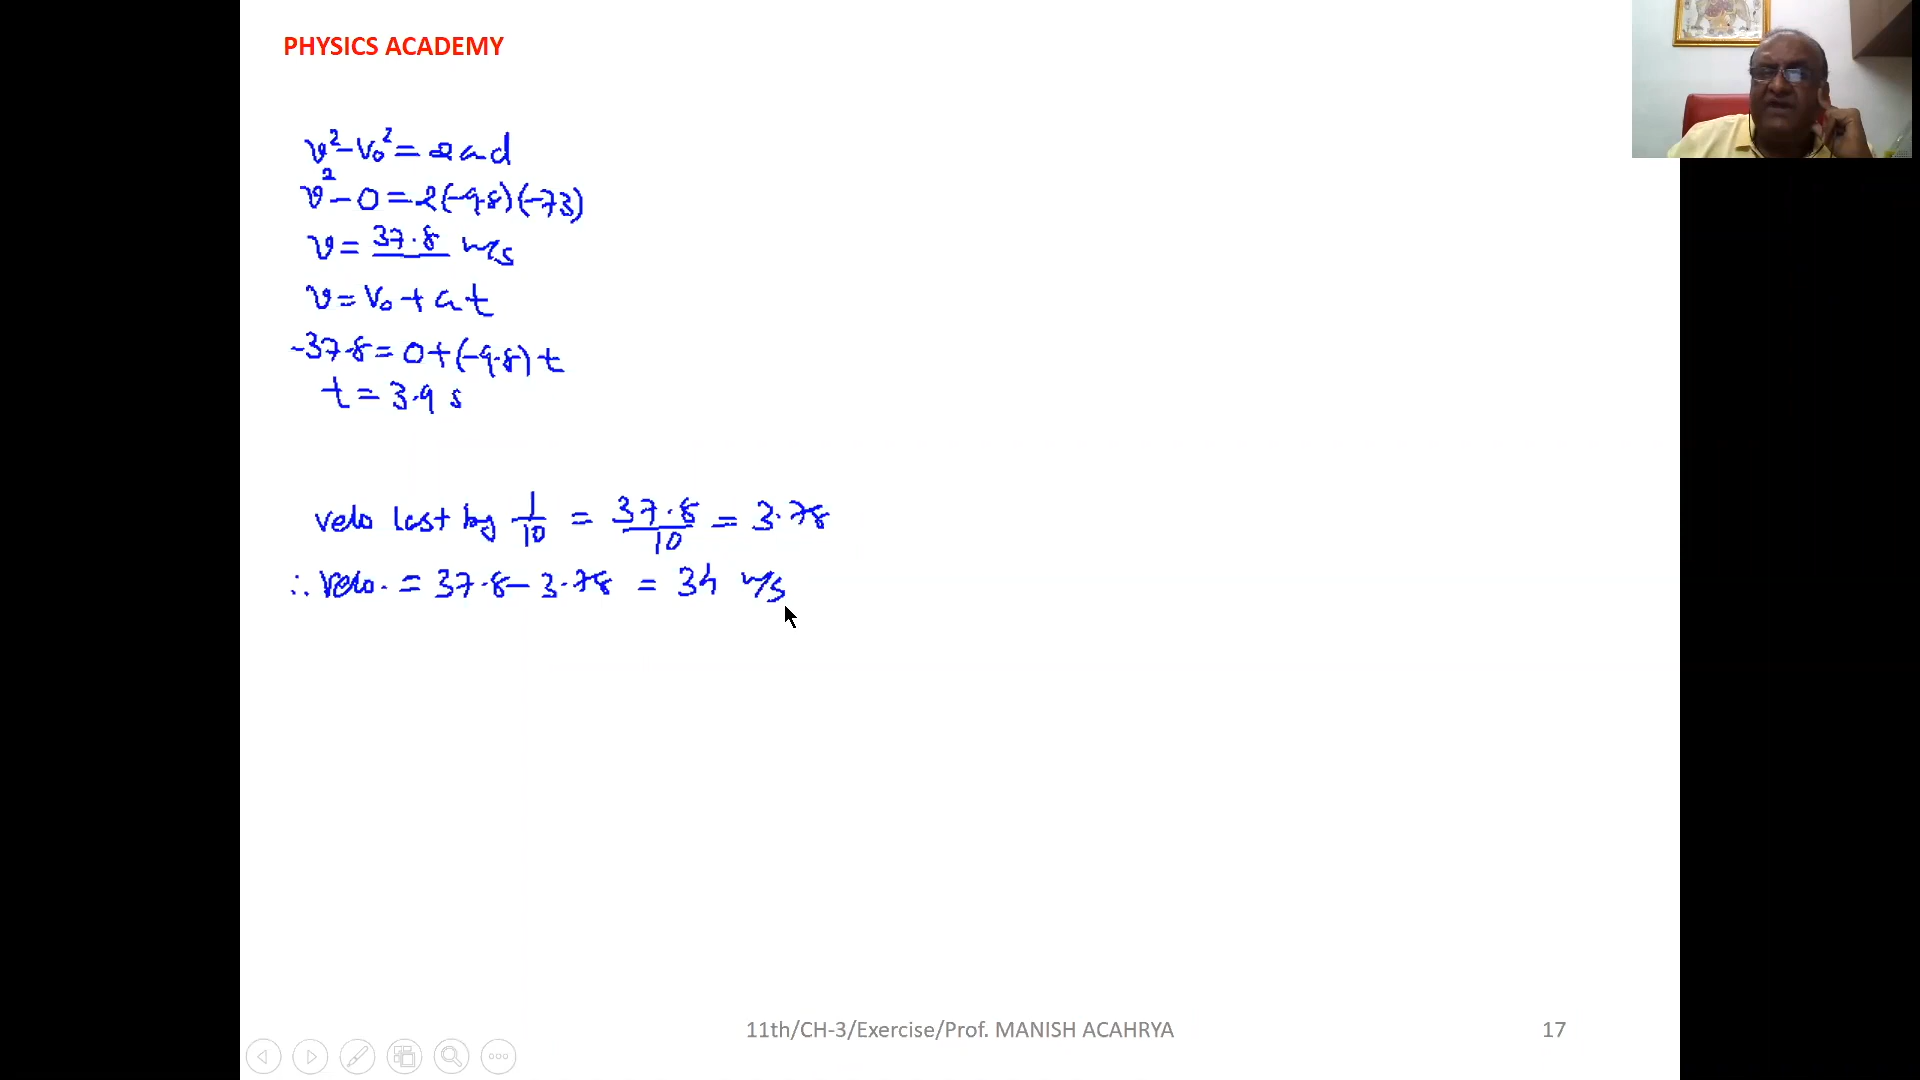 PHYSICS ACADEMY
v²-v₀² = 2ad
v² - 0 = 2(-9.8)(-73)
v = 37.8 m/s
v = v₀ + at
-37.8 = 0 + (-9.8) t
t = 3.9 s
velo lost by 1/10 = 37.8/10 = 3.78
∴ velo. = 37.8 - 3.78 = 34 m/s
11th/CH-3/Exercise/Prof. MANISH ACAHRYA
17